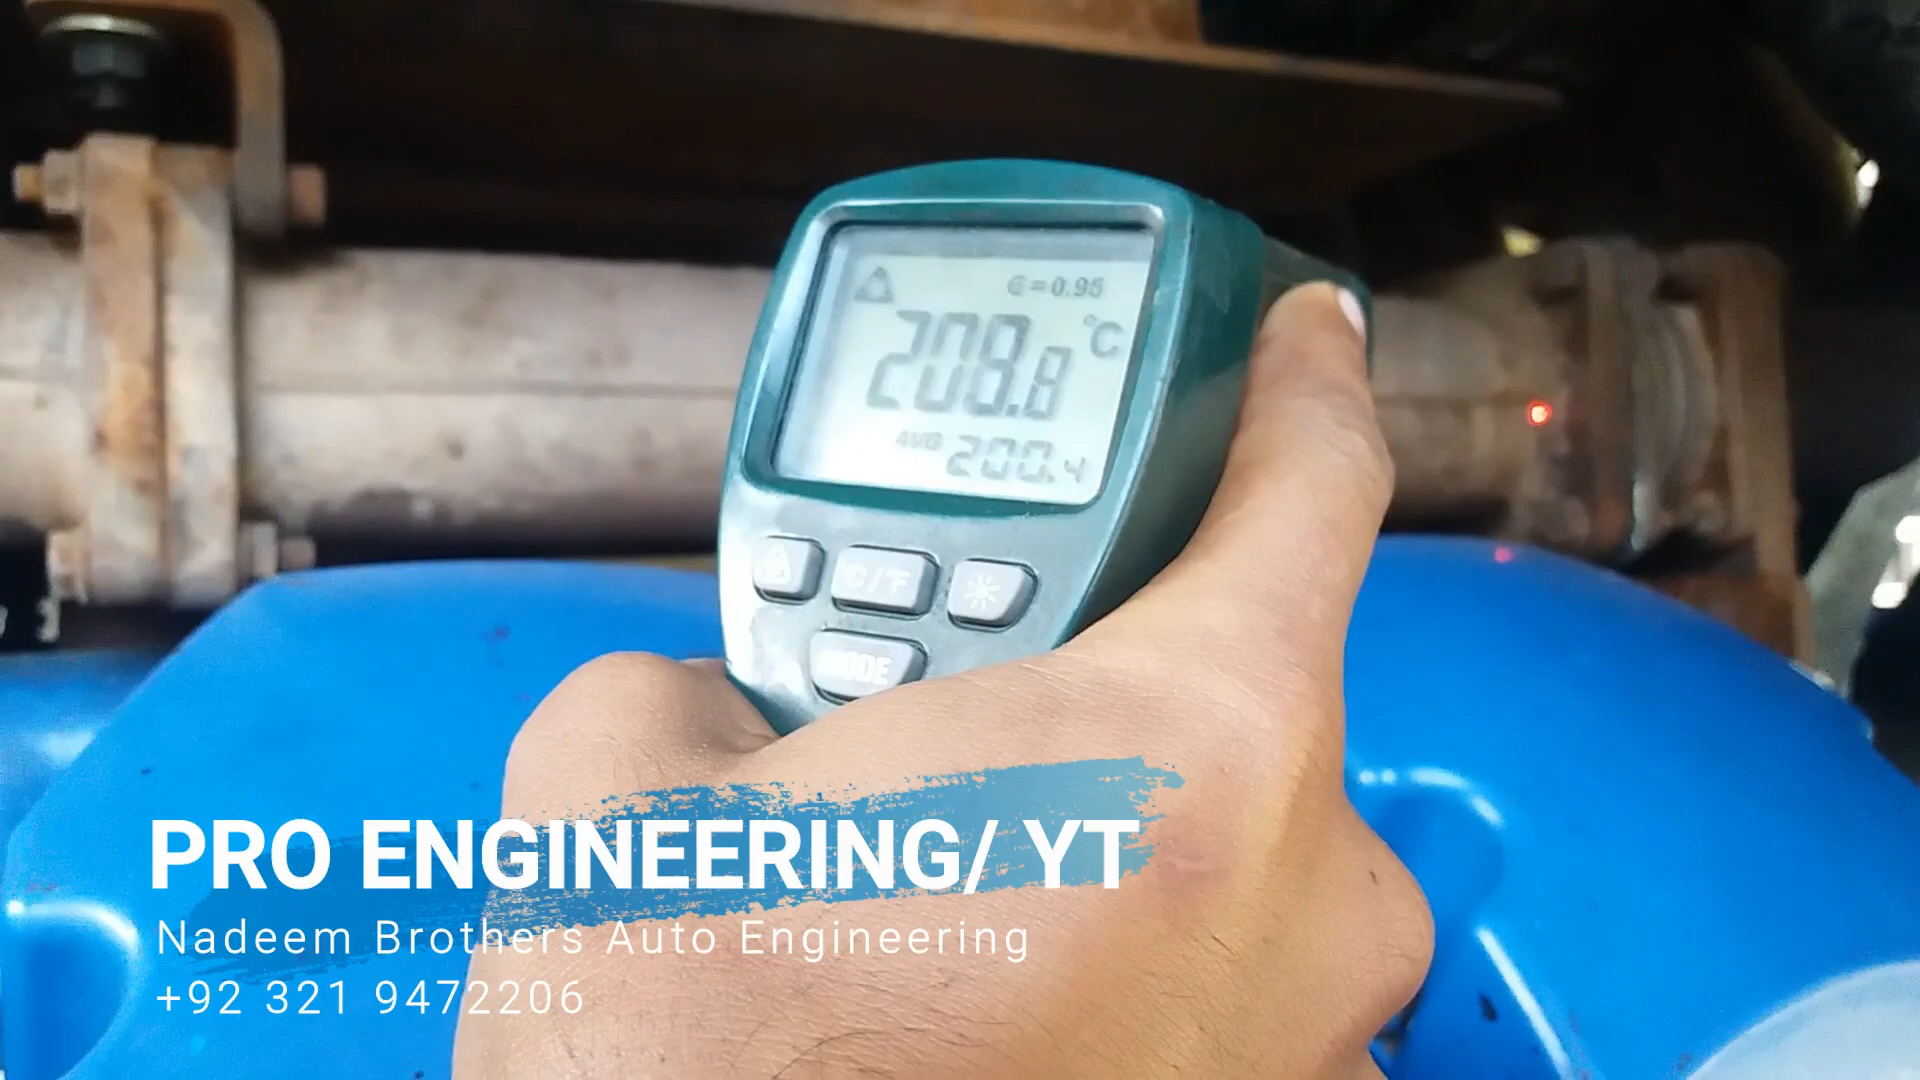 ϵ=0.95
208.8 °C
AVG 200.4
°C/°F
MODE
PRO ENGINEERING/ YT
Nadeem Brothers Auto Engineering
+92 321 9472206